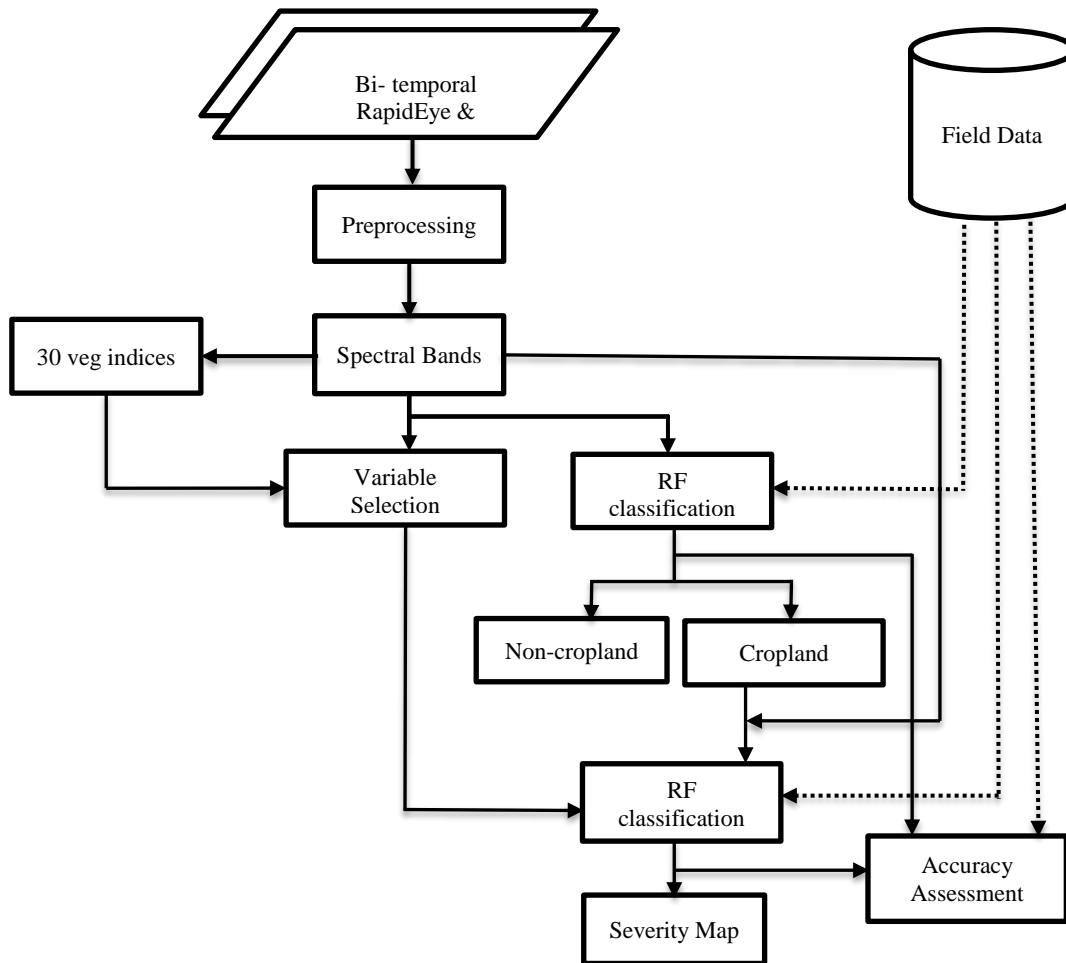 Bi- temporal
RapidEye &
Field Data
Preprocessing
30 veg indices
Spectral Bands
Variable
Selection
RF
classification
Non-cropland
Cropland
RF
classification
Accuracy
Assessment
Severity Map